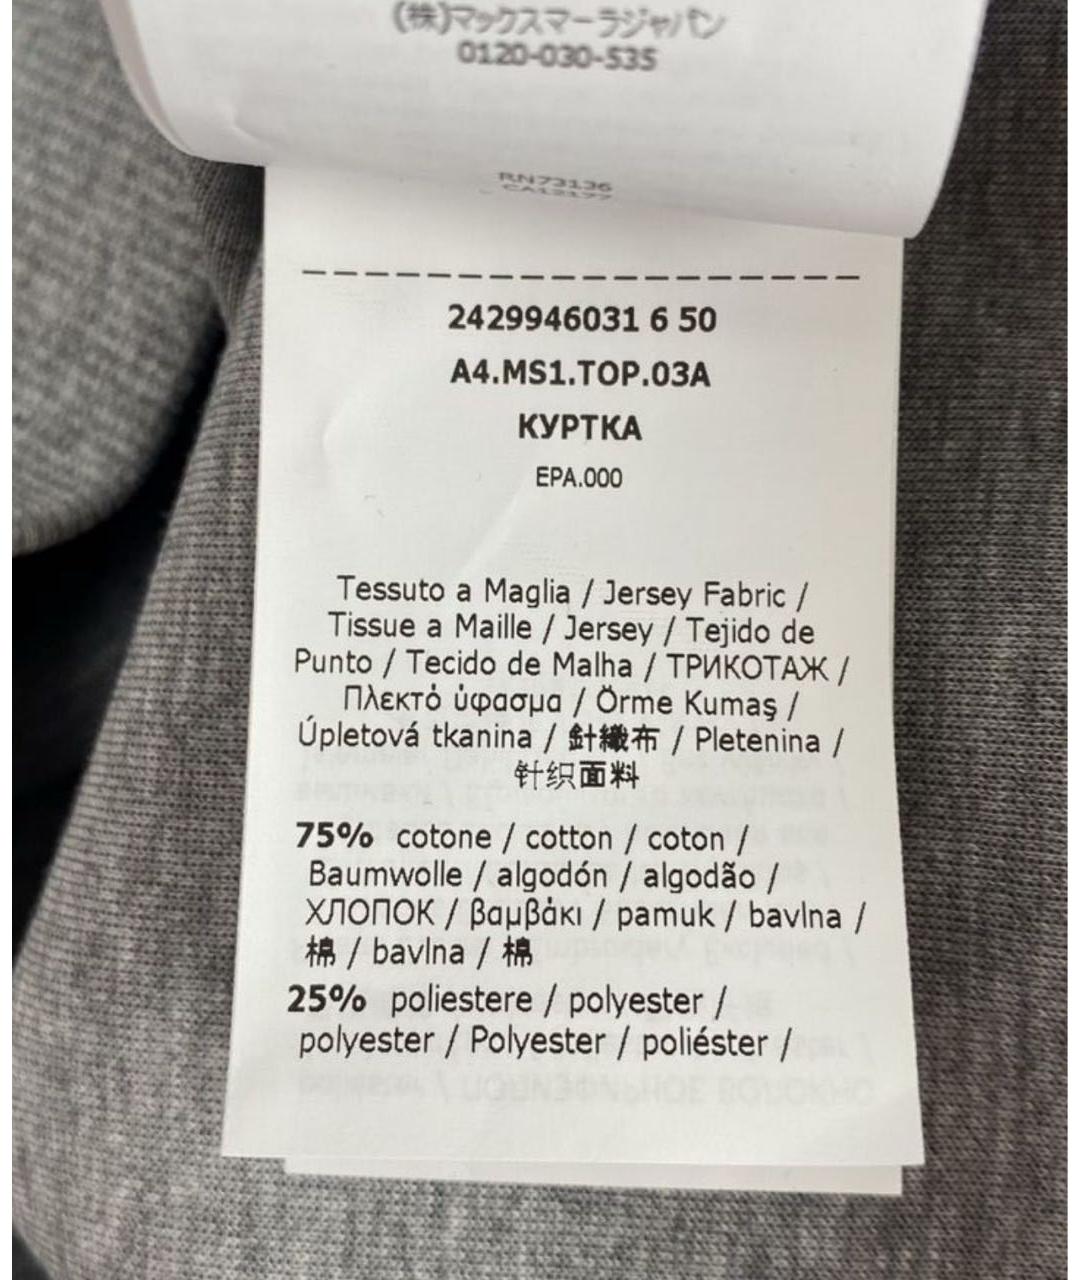 (株)マックスマーラジャパン
0120-030-535
RN73136
CA12177
2429946031 6 50
A4.MS1.TOP.03A
КУРТКА
EPA.000
Tessuto a Maglia / Jersey Fabric /
Tissue a Maille / Jersey / Tejido de
Punto / Tecido de Malha / ТРИКОТАЖ /
Πλεκτό ύφασμα / Örme Kumaş /
Úpletová tkanina / 針織布 / Pletenina /
针织面料
75% cotone / cotton / coton /
Baumwolle / algodón / algodão /
ХЛОПОК / βαμβάκι / pamuk / bavlna /
棉 / bavlna / 棉
25% poliestere / polyester /
polyester / Polyester / poliéster /